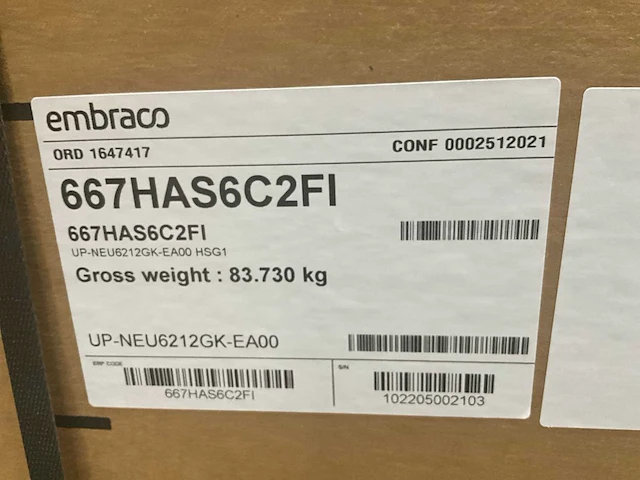 embraco
ORD 1647417
CONF 0002512021
667HAS6C2FI
667HAS6C2FI
UP-NEU6212GK-EA00 HSG1
Gross weight : 83.730 kg
UP-NEU6212GK-EA00
ERP CODE
667HAS6C2FI
S/N
102205002103